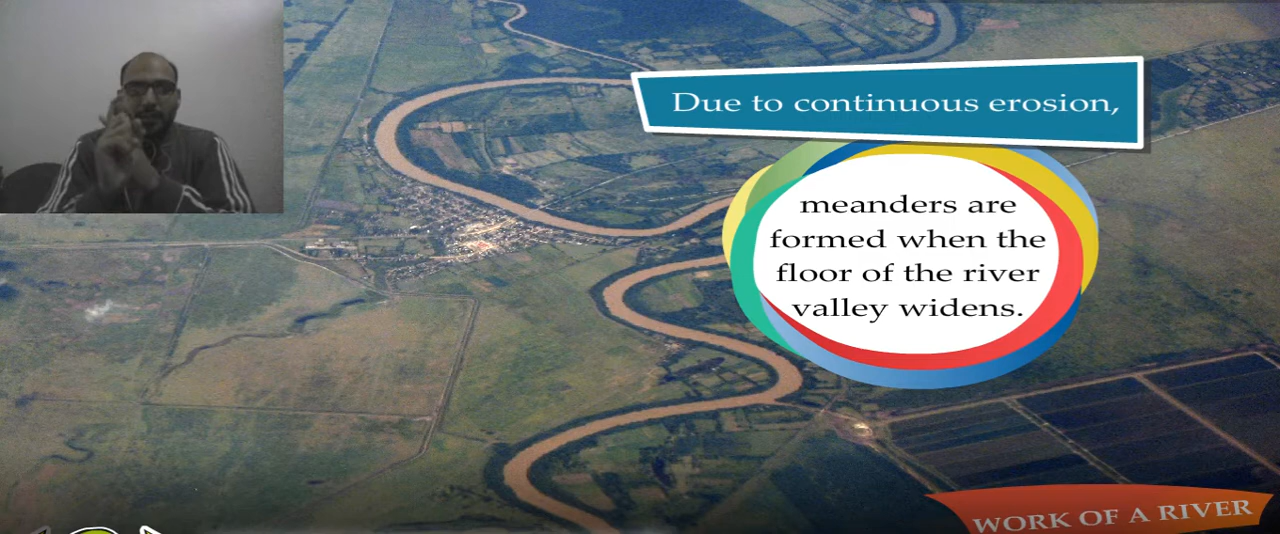 Due to continuous erosion,
meanders are
formed when the
floor of the river
valley widens.
WORK OF A RIVER